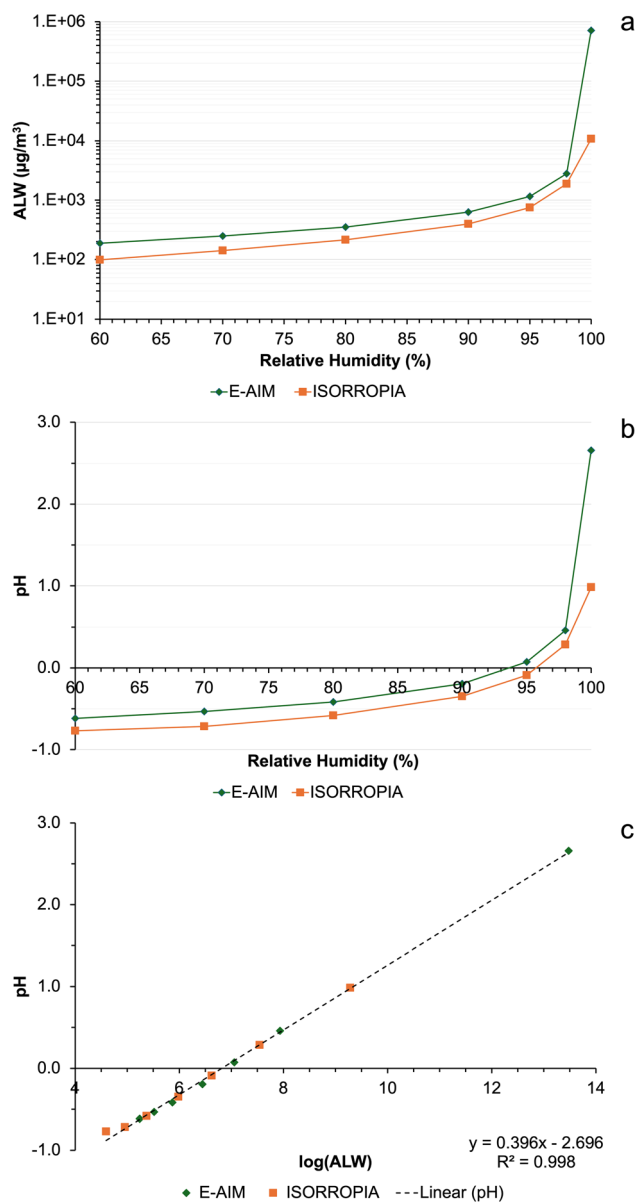 a
1.E+06
1.E+05
1.E+04
1.E+03
1.E+02
1.E+01
ALW (µg/m³)
60 65 70 75 80 85 90 95 100
Relative Humidity (%)
E-AIM ISORROPIA
b
3.0
2.0
1.0
0.0
-1.0
pH
60 65 70 75 80 85 90 95 100
Relative Humidity (%)
E-AIM ISORROPIA
c
3.0
2.0
1.0
0.0
-1.0
pH
4 6 8 10 12 14
y = 0.396x - 2.696
R² = 0.998
log(ALW)
E-AIM ISORROPIA Linear (pH)